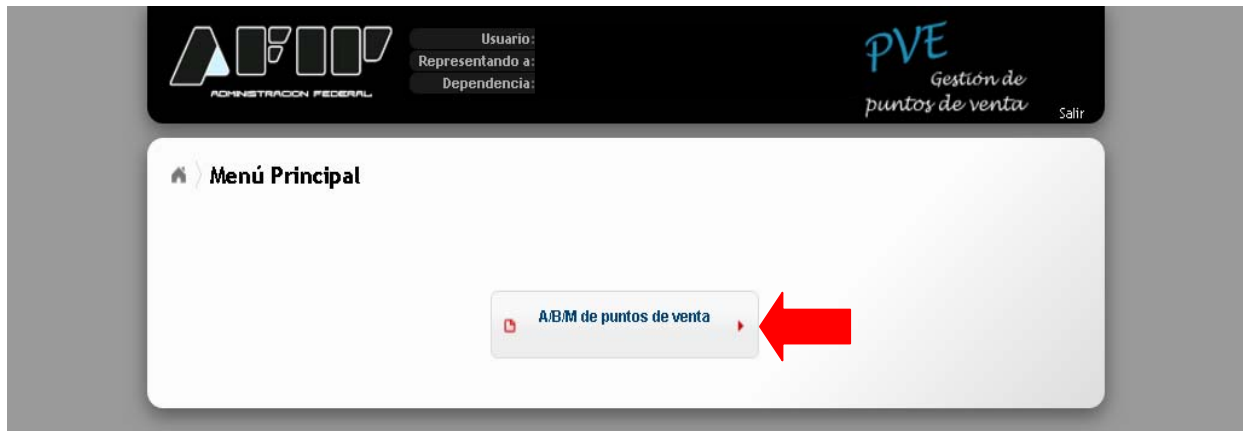 AFIP
ADMINISTRACION FEDERAL
Usuario:
Representando a:
Dependencia:
PVE
Gestión de
puntos de venta
Salir
Menú Principal
A/B/M de puntos de venta